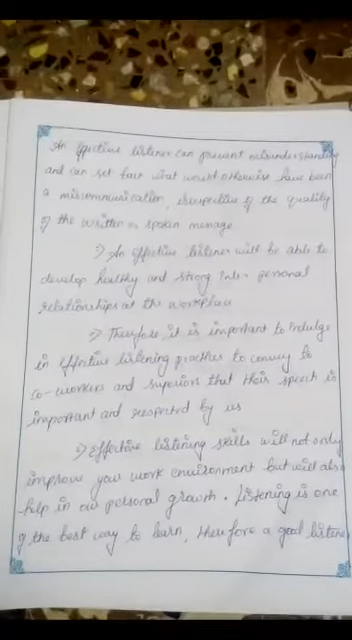 An effective listener can prevent misunderstanding
and can set fair what would otherwise have been
a miscommunication, irrespective of the quality
of the written or spoken message
=> An effective listener will be able to
develop healthy and strong inter personal
relationships at the workplace
=> Therefore, it is important to indulge
in effective listening practices to convey to
co-workers and superiors that their speech is
important and respected by us
=> Effective listening skills will not only
improve your work environment but will also
help in our personal growth. Listening is one
of the best way to learn, therefore a good listener